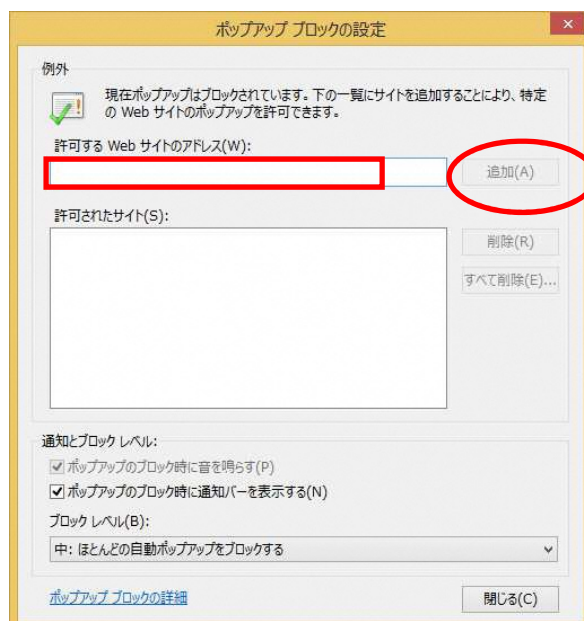 ポップアップ ブロックの設定
例外
現在ポップアップはブロックされています。下の一覧にサイトを追加することにより、特定
の Web サイトのポップアップを許可できます。
許可する Web サイトのアドレス(W):
追加(A)
許可されたサイト(S):
削除(R)
すべて削除(E)...
通知とブロック レベル:
ポップアップのブロック時に音を鳴らす(P)
ポップアップのブロック時に通知バーを表示する(N)
ブロック レベル(B):
中: ほとんどの自動ポップアップをブロックする
ポップアップ ブロックの詳細
閉じる(C)